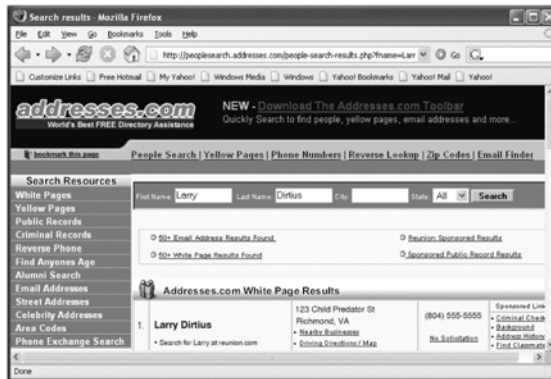 Search results - Mozilla Firefox
File Edit View Go Bookmarks Tools Help
http://peoplesearch.addresses.com/people-search-results.php?fname=Larr
Go
Customize Links Free Hotmail My Yahoo! Windows Media Windows Yahoo! Bookmarks Yahoo! Mail Yahoo!
addresses.com
World's Best FREE Directory Assistance
NEW - Download The Addresses.com Toolbar
Quickly Search to find people, yellow pages, email addresses and more...
bookmark this page
People Search | Yellow Pages | Phone Numbers | Reverse Lookup | Zip Codes | Email Finder
Search Resources
White Pages
Yellow Pages
Public Records
Criminal Records
Reverse Phone
Find Anyones Age
Alumni Search
Email Addresses
Street Addresses
Celebrity Addresses
Area Codes
Phone Exchange Search
First Name: Larry Last Name: Dirtius City: State: All Search
50+ Email Address Results Found.
Reunion Sponsored Results
50+ White Page Results Found
Sponsored Public Record Results
Addresses.com White Page Results
1. Larry Dirtius
• Search for Larry at reunion.com
123 Child Predator St
Richmond, VA
• Nearby Businesses
• Driving Directions / Map
(804) 555-5555
No Solicitation
Sponsored Link
• Criminal Check
• Background
• Address History
• Find Classmate
Done